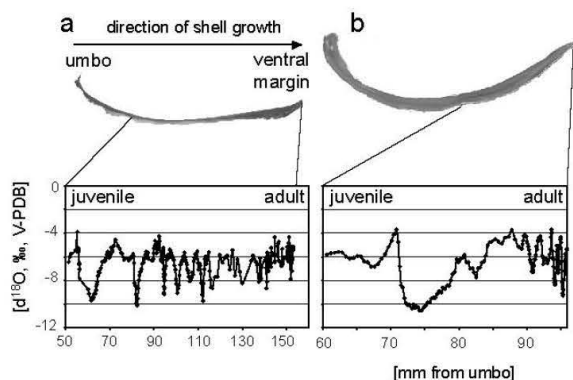 a direction of shell growth b
umbo ventral margin
[d¹⁸O, ‰, V-PDB]
0
-4
-8
-12
juvenile adult
50 70 90 110 130 150
juvenile adult
60 70 80 90
[mm from umbo]